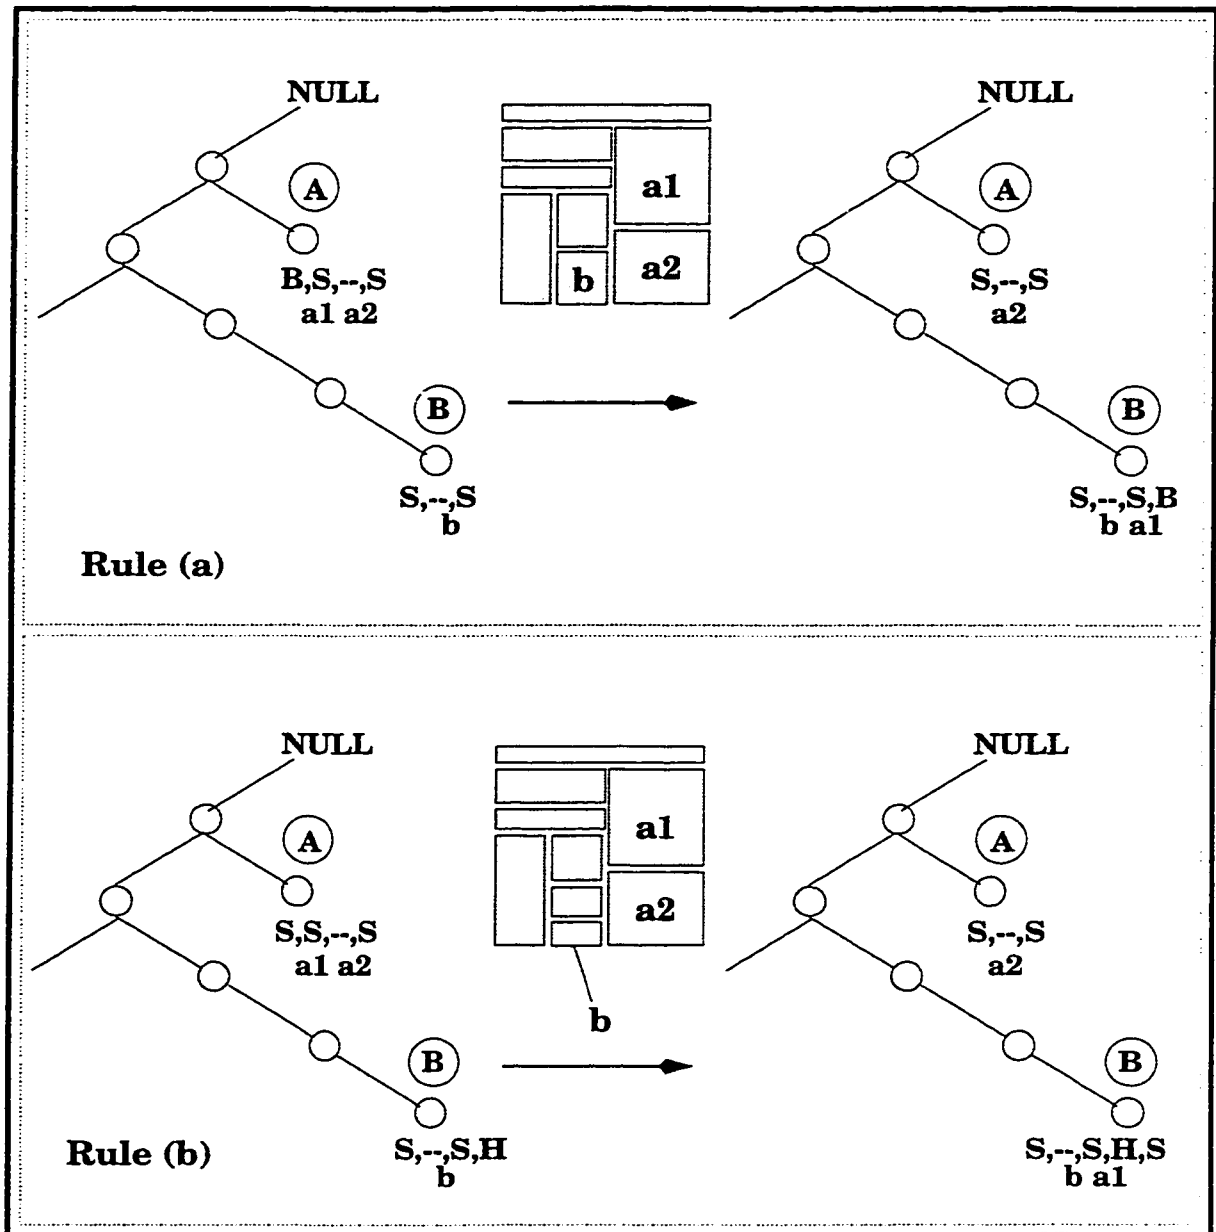 NULL
NULL
A
a1
A
B,S,--,S
a1 a2
b
a2
S,--,S
a2
B
B
S,--,S
b
S,--,S,B
b a1
Rule (a)
NULL
NULL
A
a1
A
S,S,--,S
a1 a2
a2
S,--,S
a2
b
B
B
S,--,S,H
b
S,--,S,H,S
b a1
Rule (b)